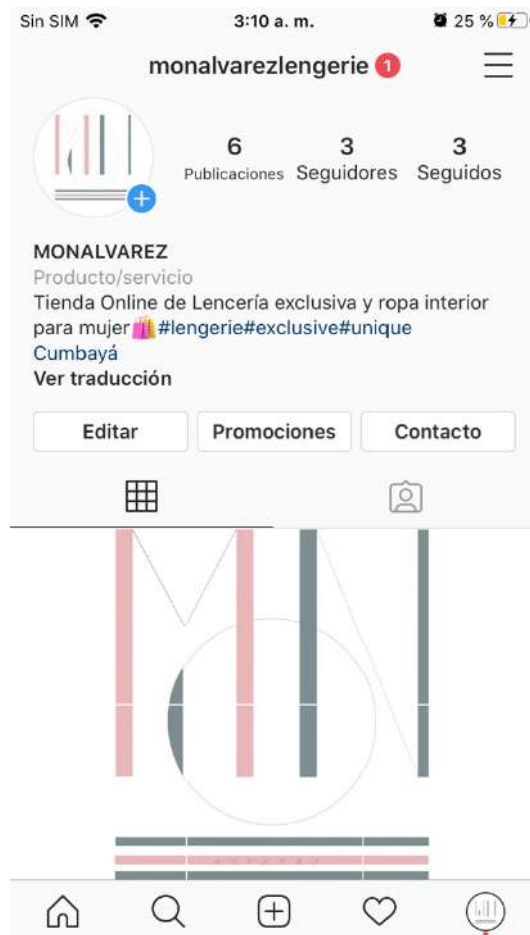 Sin SIM 3:10 a. m. 25 %
monalvarezlengerie 1
6 3 3
Publicaciones Seguidores Seguidos
MONALVAREZ
Producto/servicio
Tienda Online de Lencería exclusiva y ropa interior
para mujer🛍️#lengerie#exclusive#unique
Cumbayá
Ver traducción
Editar Promociones Contacto
MON